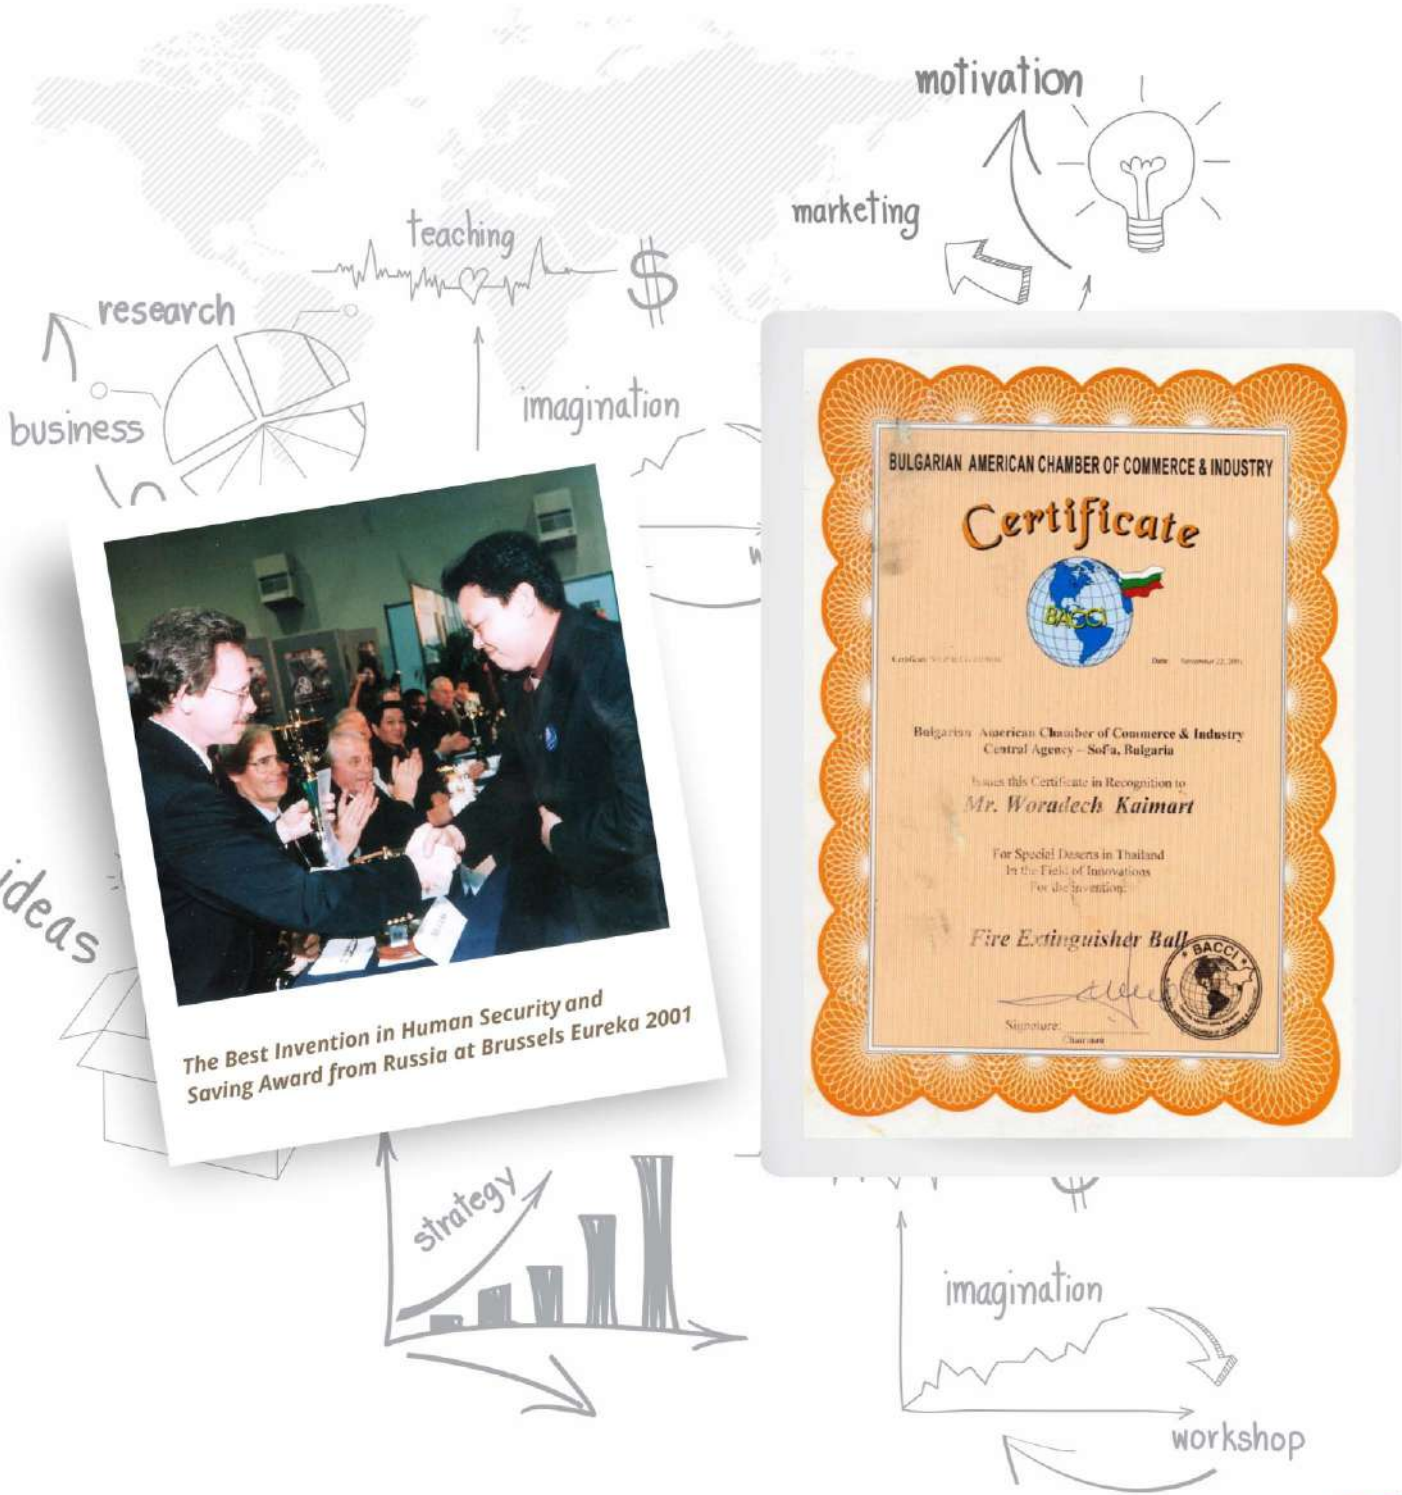 motivation
marketing
teaching
$
research
imagination
business
BULGARIAN AMERICAN CHAMBER OF COMMERCE & INDUSTRY
Certificate
BACCI
Date: November 22, 2001
Bulgarian American Chamber of Commerce & Industry
Central Agency – Sofia, Bulgaria
Issues this Certificate in Recognition to
Mr. Woradech Kaimart
For Special Deserts in Thailand
In the Field of Innovations
For the invention:
Fire Extinguisher Ball
BACCI
Signature:
Chairman
ideas
The Best Invention in Human Security and
Saving Award from Russia at Brussels Eureka 2001
strategy
imagination
workshop